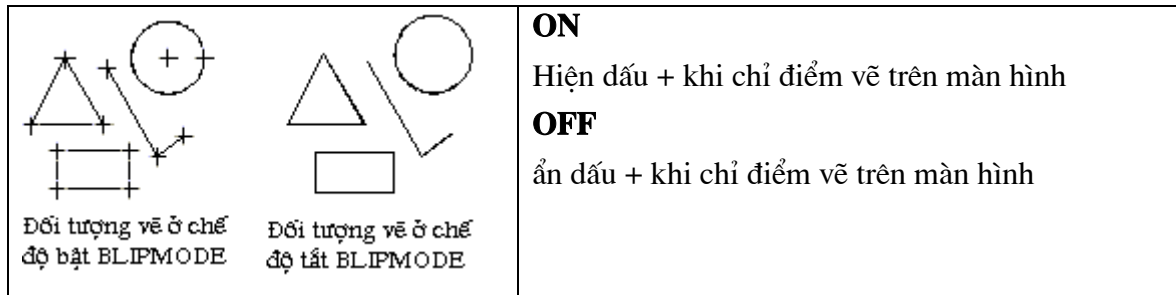 Đối tượng vẽ ở chế
độ bật BLIPMODE
Đối tượng vẽ ở chế
độ tắt BLIPMODE
ON
Hiện dấu + khi chỉ điểm vẽ trên màn hình
OFF
ẩn dấu + khi chỉ điểm vẽ trên màn hình